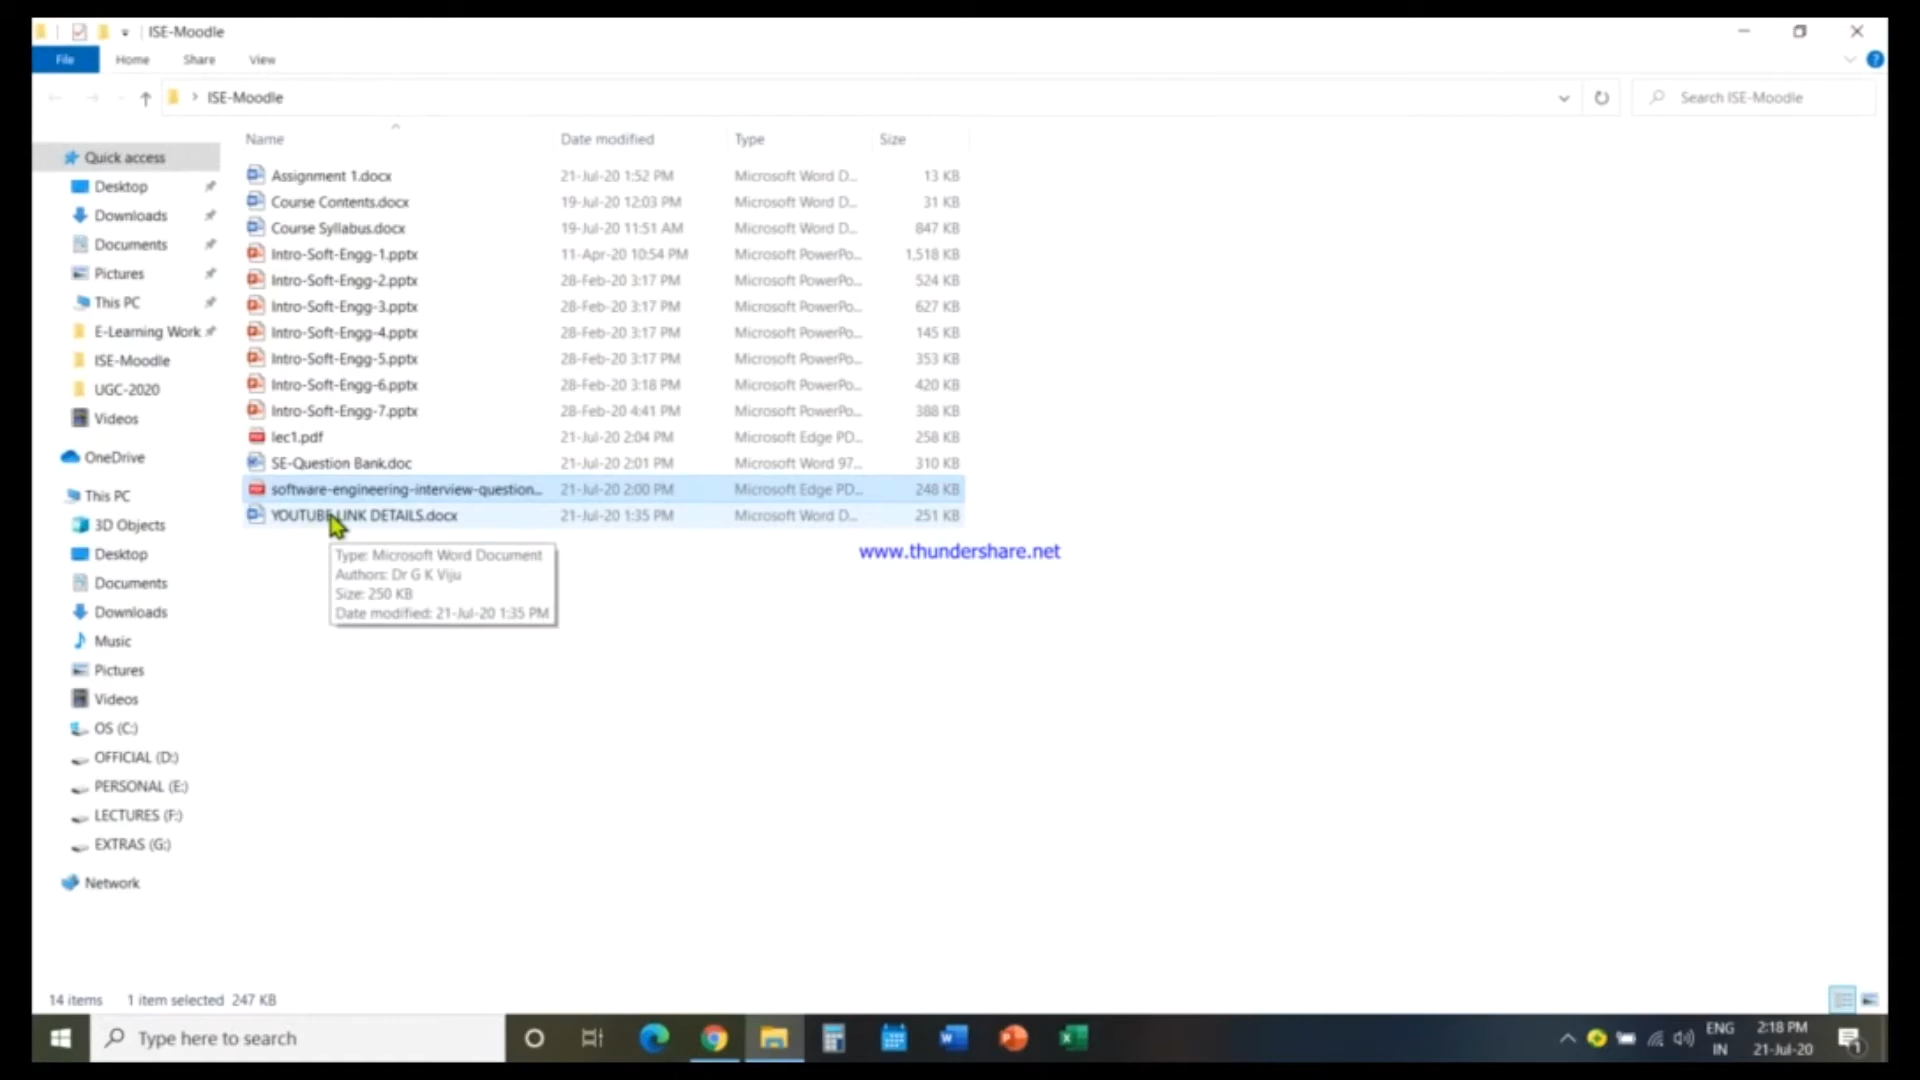 ISE-Moodle
File Home Share View
ISE-Moodle
Search ISE-Moodle
Name Date modified Type Size
Quick access
Desktop
Downloads
Documents
Pictures
This PC
E-Learning Work
ISE-Moodle
UGC-2020
Videos
OneDrive
This PC
3D Objects
Desktop
Documents
Downloads
Music
Pictures
Videos
OS (C:)
OFFICIAL (D:)
PERSONAL (E:)
LECTURES (F:)
EXTRAS (G:)
Network
Assignment 1.docx 21-Jul-20 1:52 PM Microsoft Word D... 13 KB
Course Contents.docx 19-Jul-20 12:03 PM Microsoft Word D... 31 KB
Course Syllabus.docx 19-Jul-20 11:51 AM Microsoft Word D... 847 KB
Intro-Soft-Engg-1.pptx 11-Apr-20 10:54 PM Microsoft PowerPo... 1,518 KB
Intro-Soft-Engg-2.pptx 28-Feb-20 3:17 PM Microsoft PowerPo... 524 KB
Intro-Soft-Engg-3.pptx 28-Feb-20 3:17 PM Microsoft PowerPo... 627 KB
Intro-Soft-Engg-4.pptx 28-Feb-20 3:17 PM Microsoft PowerPo... 145 KB
Intro-Soft-Engg-5.pptx 28-Feb-20 3:17 PM Microsoft PowerPo... 353 KB
Intro-Soft-Engg-6.pptx 28-Feb-20 3:18 PM Microsoft PowerPo... 420 KB
Intro-Soft-Engg-7.pptx 28-Feb-20 4:41 PM Microsoft PowerPo... 388 KB
lec1.pdf 21-Jul-20 2:04 PM Microsoft Edge PD... 258 KB
SE-Question Bank.doc 21-Jul-20 2:01 PM Microsoft Word 97... 310 KB
software-engineering-interview-question... 21-Jul-20 2:00 PM Microsoft Edge PD... 248 KB
YOUTUBE LINK DETAILS.docx 21-Jul-20 1:35 PM Microsoft Word D... 251 KB
Type: Microsoft Word Document
Authors: Dr G K Viju
Size: 250 KB
Date modified: 21-Jul-20 1:35 PM
www.thundershare.net
14 items 1 item selected 247 KB
Type here to search
ENG
IN
2:18 PM
21-Jul-20